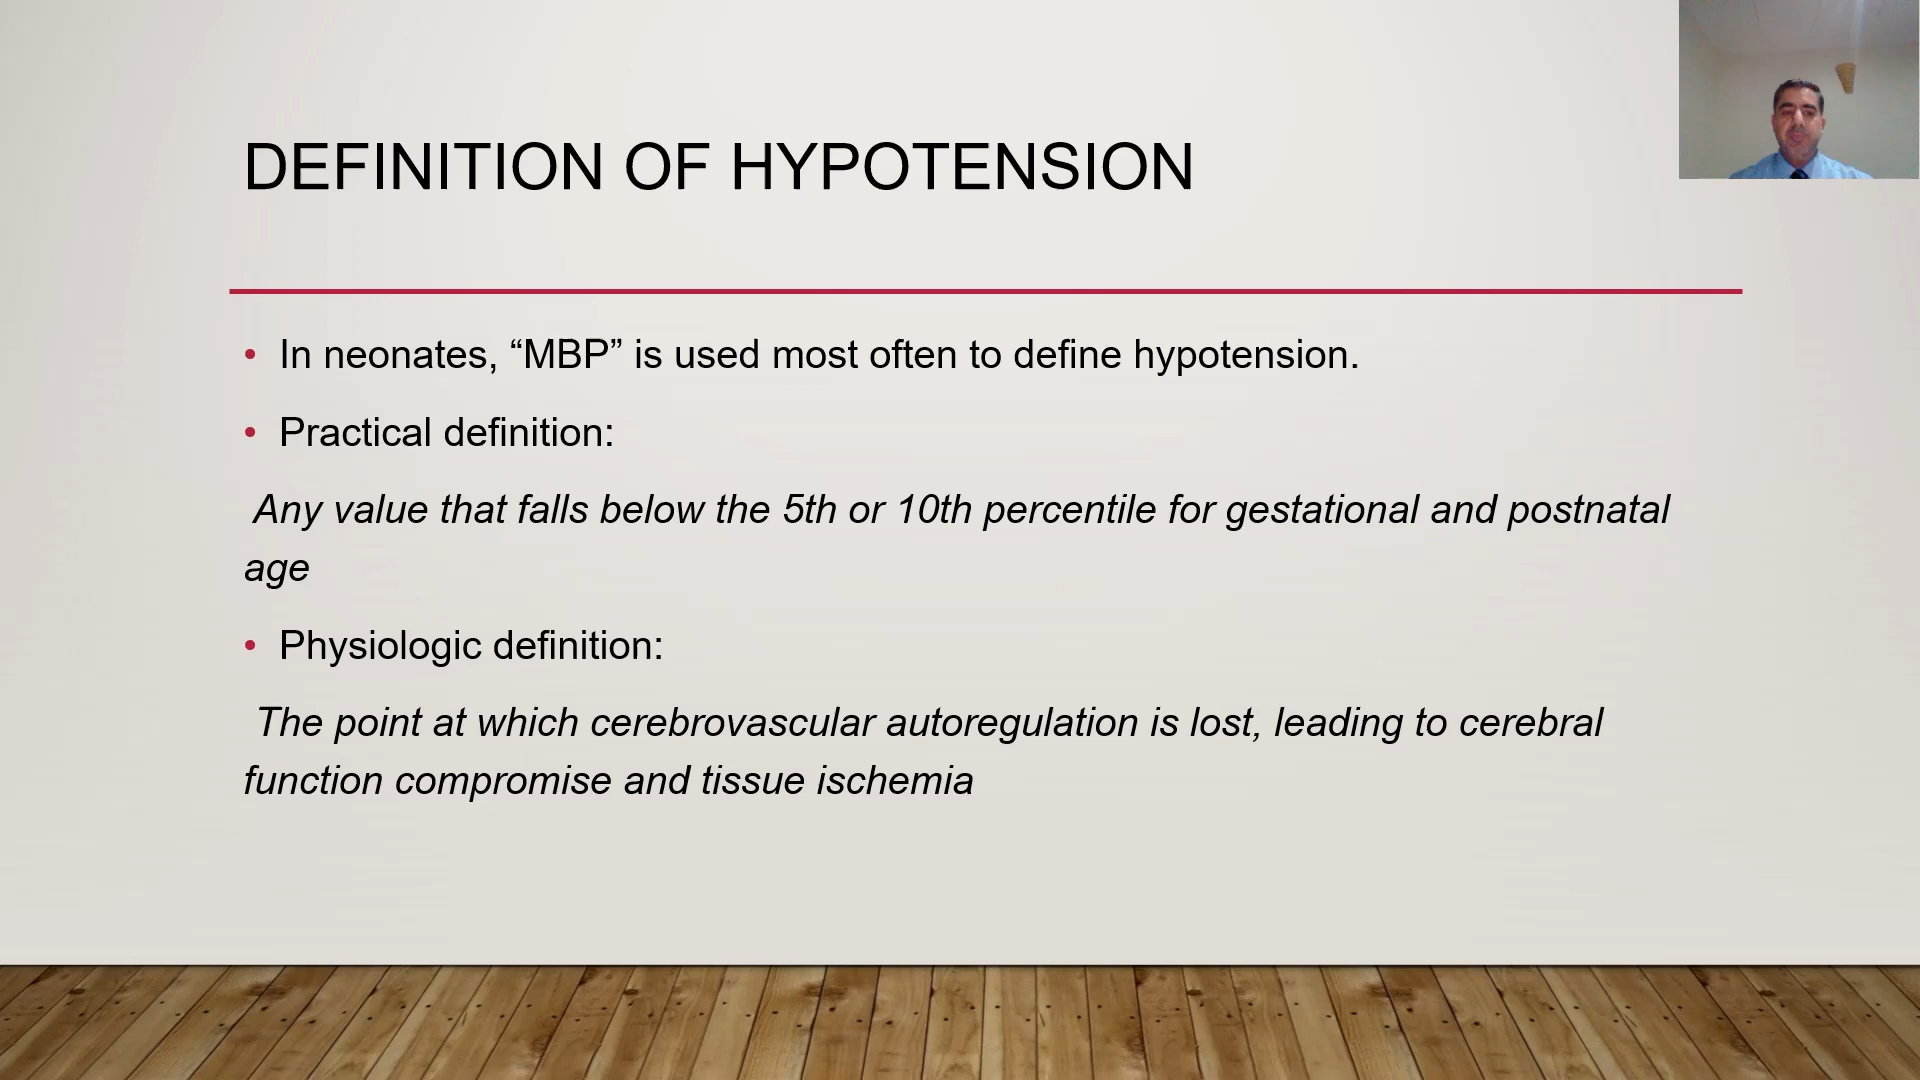 DEFINITION OF HYPOTENSION
• In neonates, “MBP” is used most often to define hypotension.
• Practical definition:
Any value that falls below the 5th or 10th percentile for gestational and postnatal
age
• Physiologic definition:
The point at which cerebrovascular autoregulation is lost, leading to cerebral
function compromise and tissue ischemia